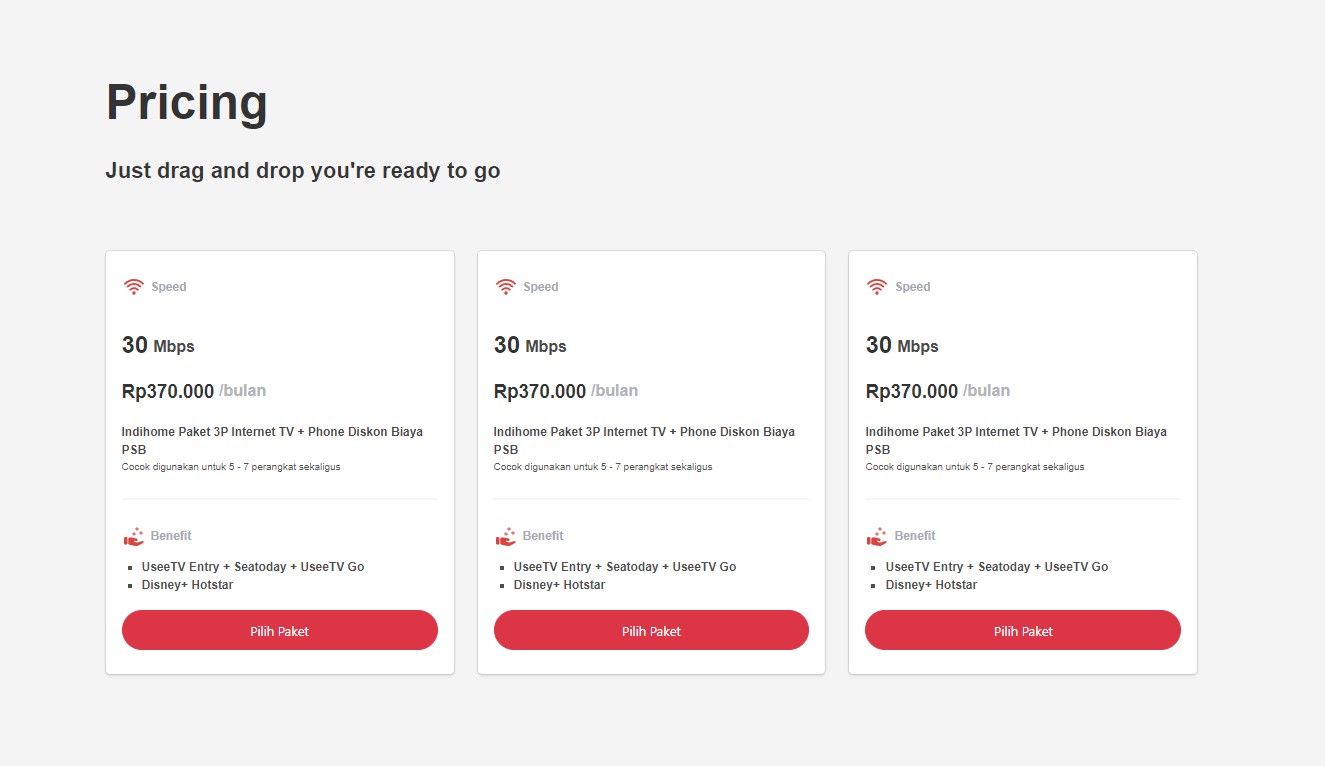 Pricing
Just drag and drop you're ready to go
Speed
30 Mbps
Rp370.000 /bulan
Indihome Paket 3P Internet TV + Phone Diskon Biaya
PSB
Cocok digunakan untuk 5 - 7 perangkat sekaligus
Benefit
UseeTV Entry + Seatoday + UseeTV Go
Disney+ Hotstar
Pilih Paket
Speed
30 Mbps
Rp370.000 /bulan
Indihome Paket 3P Internet TV + Phone Diskon Biaya
PSB
Cocok digunakan untuk 5 - 7 perangkat sekaligus
Benefit
UseeTV Entry + Seatoday + UseeTV Go
Disney+ Hotstar
Pilih Paket
Speed
30 Mbps
Rp370.000 /bulan
Indihome Paket 3P Internet TV + Phone Diskon Biaya
PSB
Cocok digunakan untuk 5 - 7 perangkat sekaligus
Benefit
UseeTV Entry + Seatoday + UseeTV Go
Disney+ Hotstar
Pilih Paket